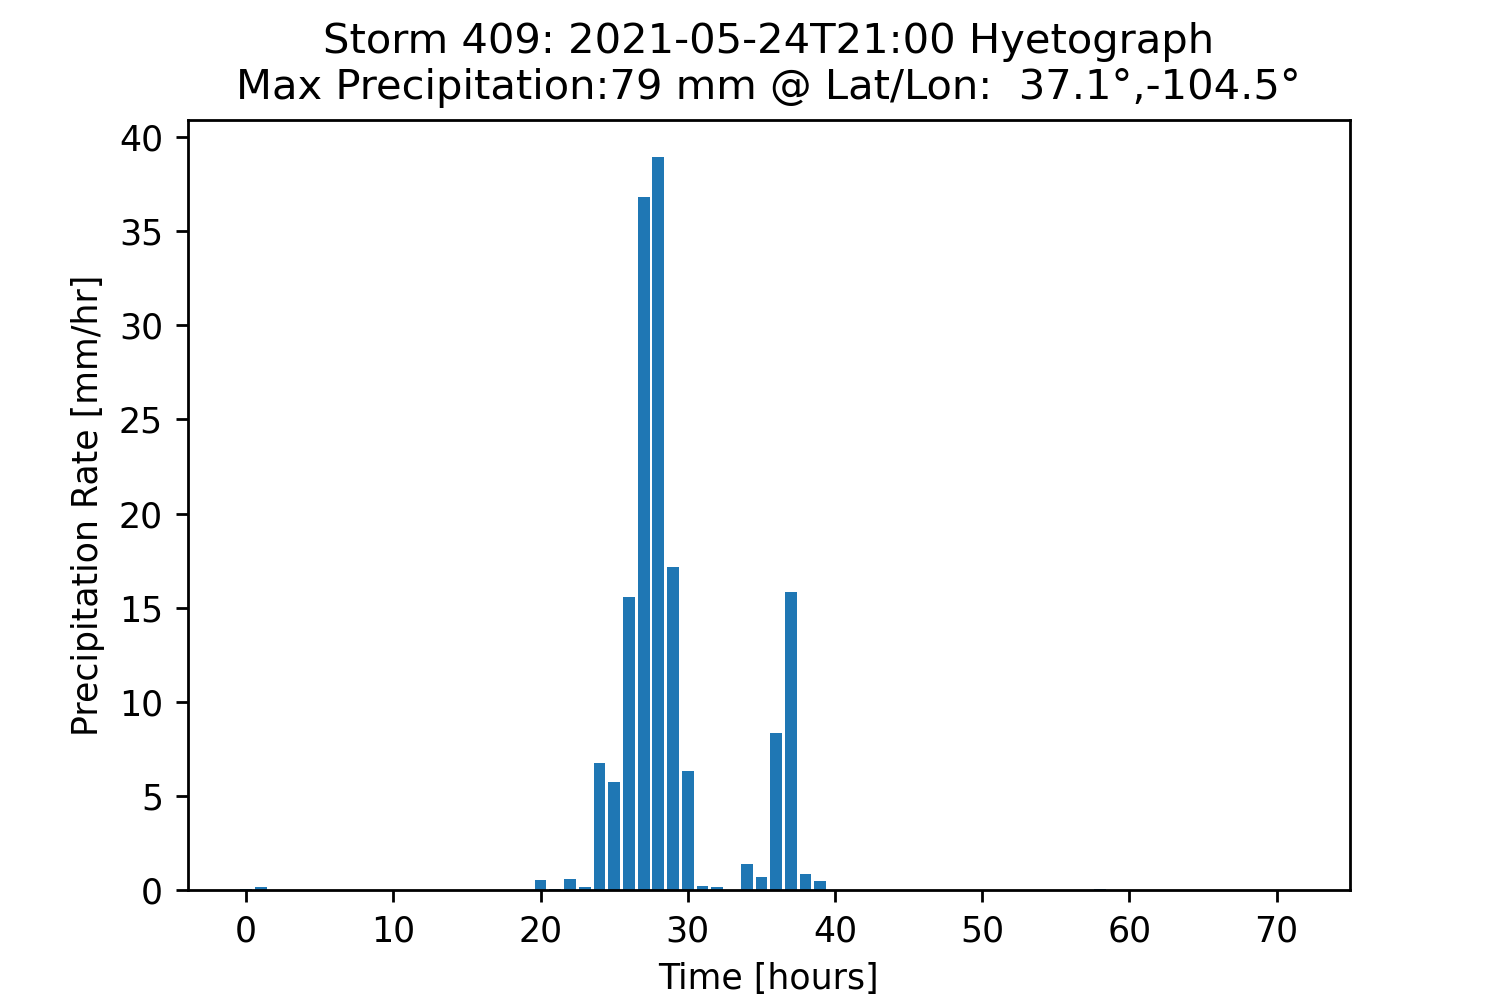 Storm 409: 2021-05-24T21:00 Hyetograph
Max Precipitation:79 mm @ Lat/Lon:  37.1°,-104.5°
40
35
30
25
20
15
10
5
0
Precipitation Rate [mm/hr]
0 10 20 30 40 50 60 70
Time [hours]